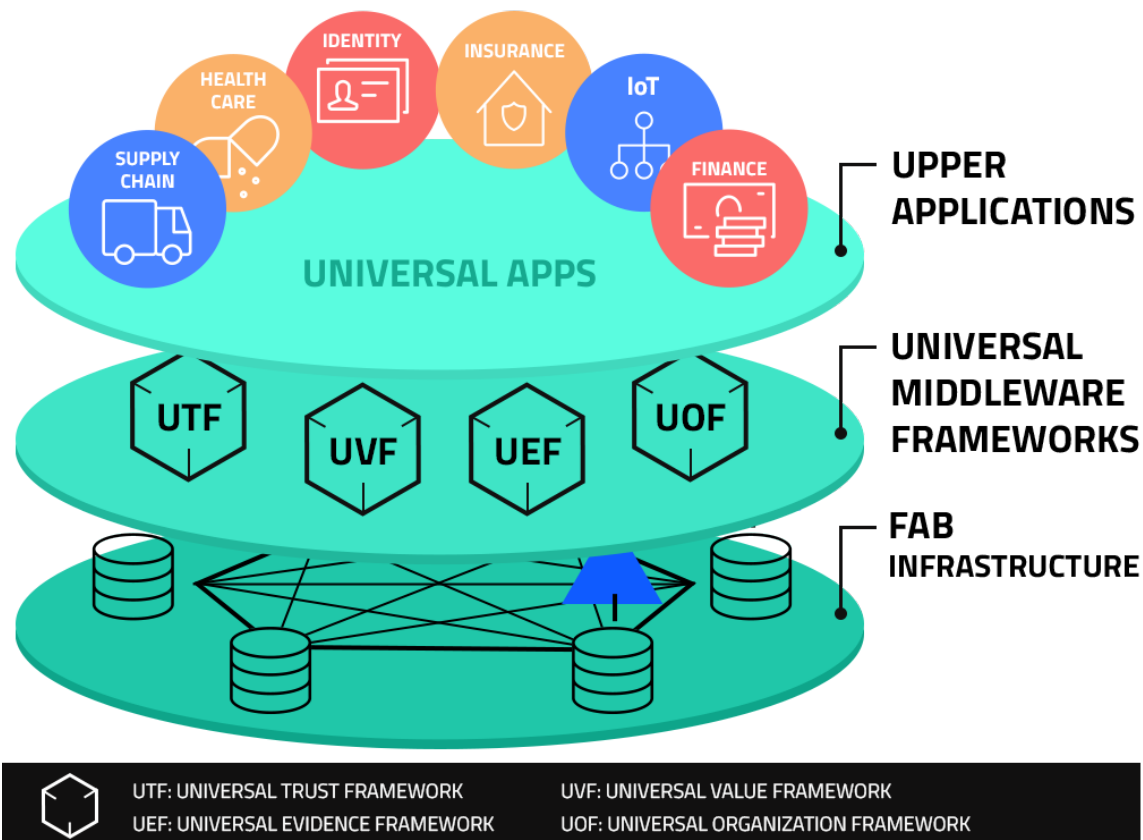 IDENTITY
INSURANCE
HEALTH
CARE
IoT
SUPPLY
CHAIN
FINANCE
UNIVERSAL APPS
UPPER
APPLICATIONS
UTF
UVF
UEF
UOF
UNIVERSAL
MIDDLEWARE
FRAMEWORKS
FAB
INFRASTRUCTURE
UTF: UNIVERSAL TRUST FRAMEWORK
UVF: UNIVERSAL VALUE FRAMEWORK
UEF: UNIVERSAL EVIDENCE FRAMEWORK
UOF: UNIVERSAL ORGANIZATION FRAMEWORK